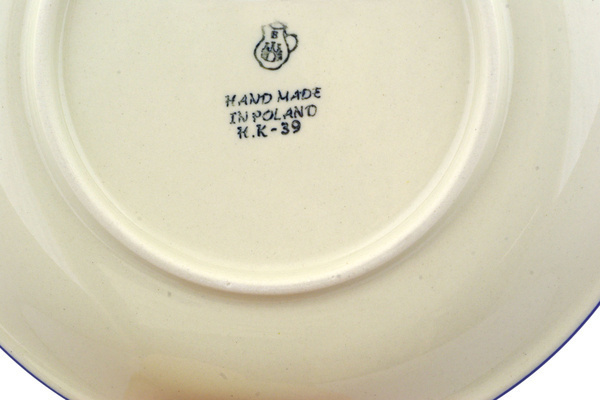 B
HAND MADE
IN POLAND
K.K-39